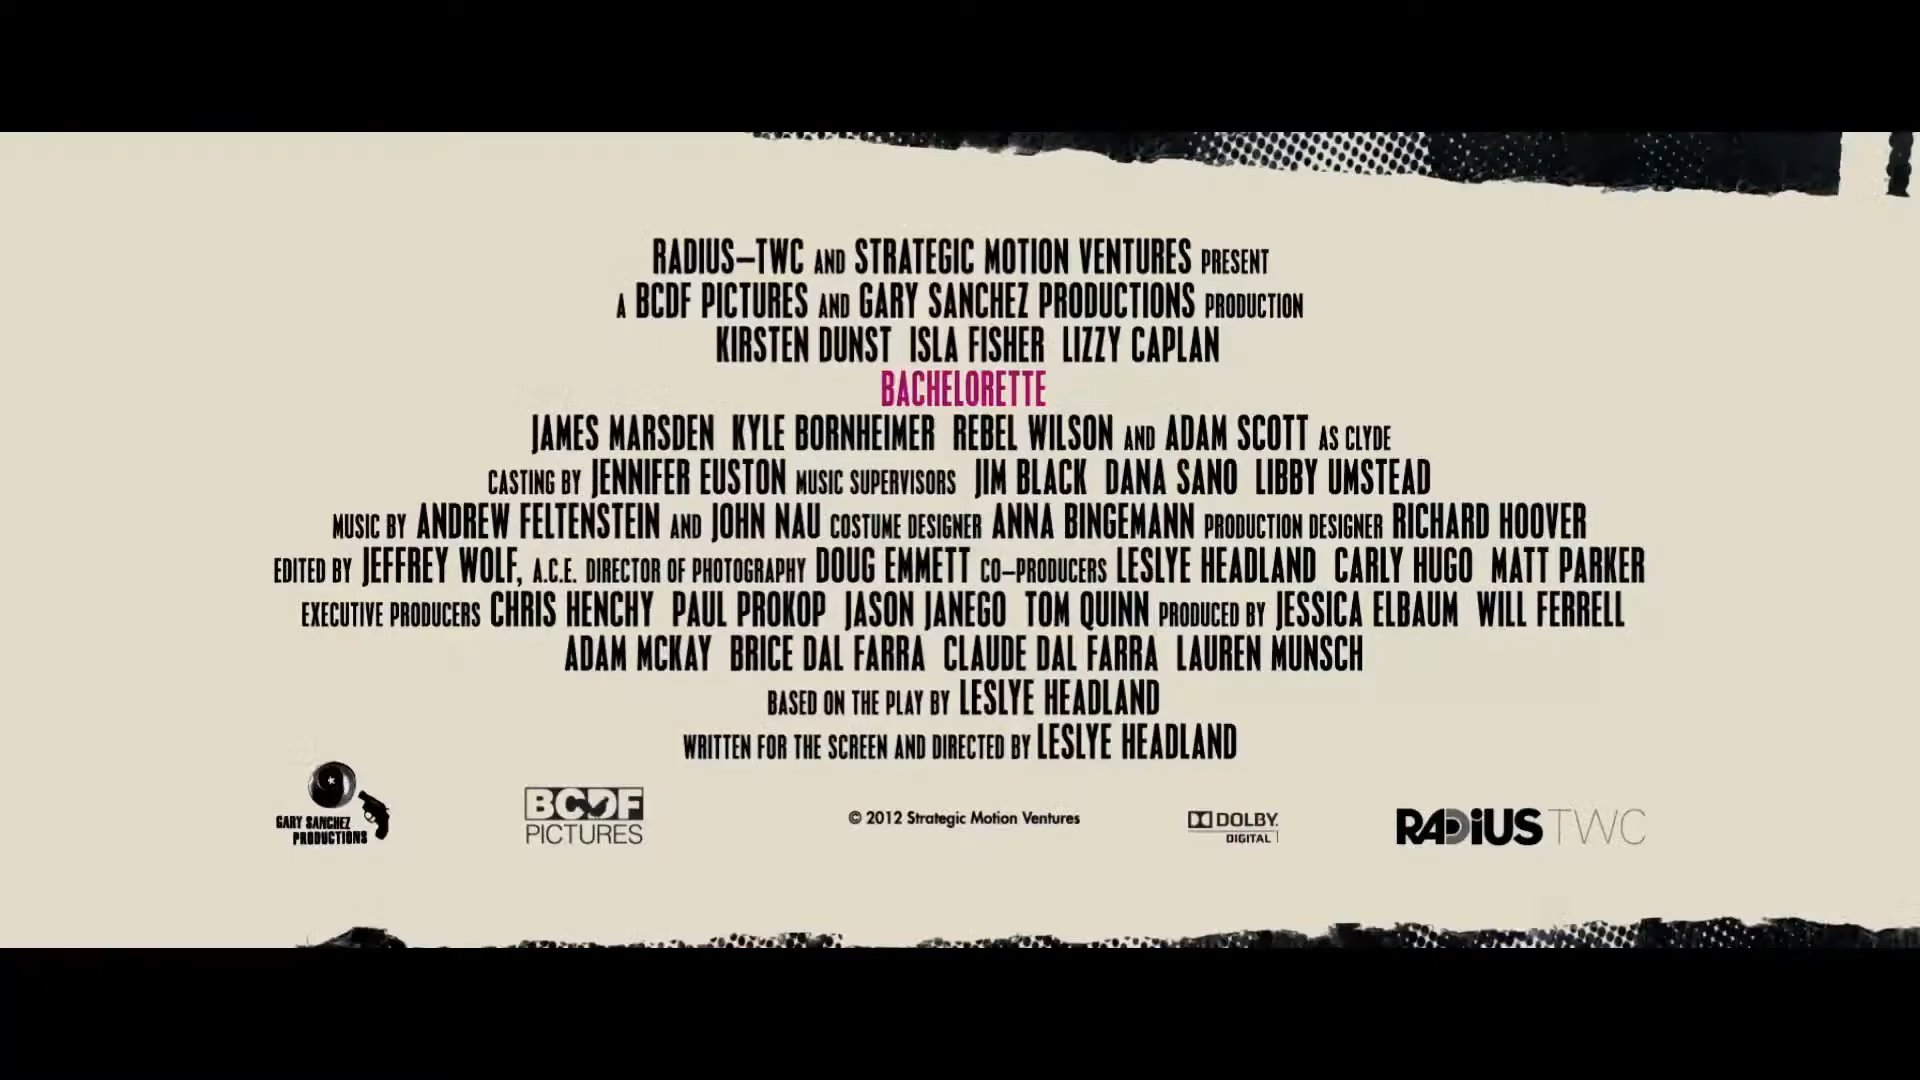 RADIUS–TWC AND STRATEGIC MOTION VENTURES PRESENT
A BCDF PICTURES AND GARY SANCHEZ PRODUCTIONS PRODUCTION
KIRSTEN DUNST ISLA FISHER LIZZY CAPLAN
BACHELORETTE
JAMES MARSDEN KYLE BORNHEIMER REBEL WILSON AND ADAM SCOTT AS CLYDE
CASTING BY JENNIFER EUSTON MUSIC SUPERVISORS JIM BLACK DANA SANO LIBBY UMSTEAD
MUSIC BY ANDREW FELTENSTEIN AND JOHN NAU COSTUME DESIGNER ANNA BINGEMANN PRODUCTION DESIGNER RICHARD HOOVER
EDITED BY JEFFREY WOLF, A.C.E. DIRECTOR OF PHOTOGRAPHY DOUG EMMETT CO–PRODUCERS LESLYE HEADLAND CARLY HUGO MATT PARKER
EXECUTIVE PRODUCERS CHRIS HENCHY PAUL PROKOP JASON JANEGO TOM QUINN PRODUCED BY JESSICA ELBAUM WILL FERRELL
ADAM MCKAY BRICE DAL FARRA CLAUDE DAL FARRA LAUREN MUNSCH
BASED ON THE PLAY BY LESLYE HEADLAND
WRITTEN FOR THE SCREEN AND DIRECTED BY LESLYE HEADLAND
GARY SANCHEZ
PRODUCTIONS
BCDF
PICTURES
© 2012 Strategic Motion Ventures
DOLBY
DIGITAL
RADiUS TWC